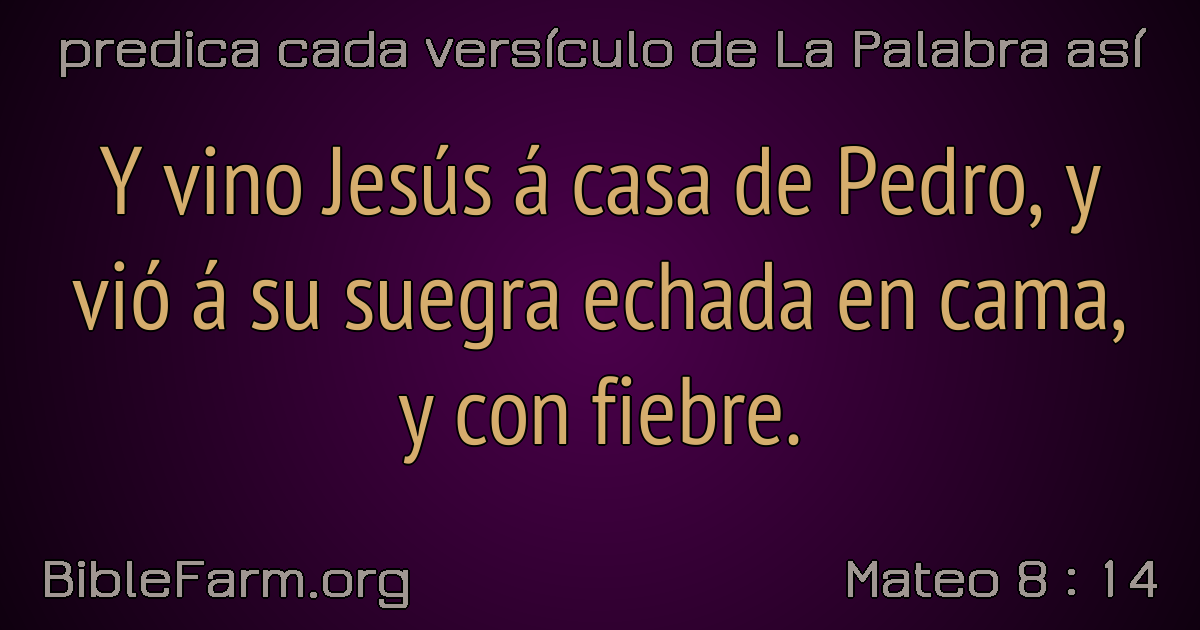 predica cada versículo de La Palabra así
Y vino Jesús á casa de Pedro, y
vió á su suegra echada en cama,
y con fiebre.
BibleFarm.org
Mateo 8 : 14